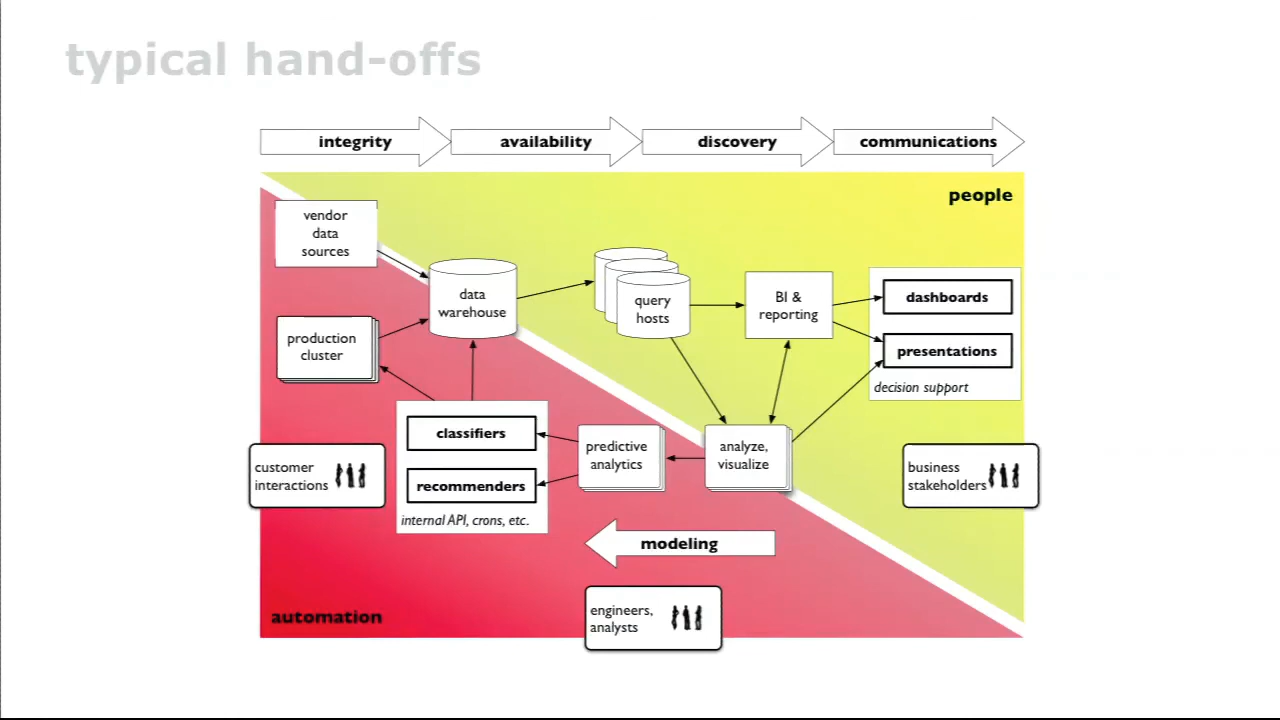 typical hand-offs
integrity
availability
discovery
communications
people
vendor
data
sources
data
warehouse
query
hosts
BI &
reporting
dashboards
presentations
decision support
production
cluster
classifiers
recommenders
internal API, crons, etc.
predictive
analytics
analyze,
visualize
customer
interactions
business
stakeholders
modeling
engineers,
analysts
automation